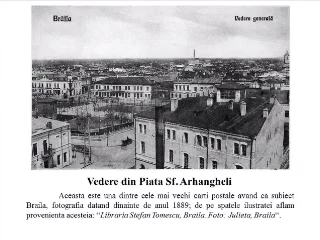 Brăila
Vedere generală
Vedere din Piata Sf. Arhangheli
Aceasta este una dintre cele mai vechi carti postale avand ca subiect
Braila, fotografia datand dinainte de anul 1889; de pe spatele ilustratei aflam
provenienta acesteia: "Libraria Stefan Tomescu, Braila. Foto: Julieta, Braila".